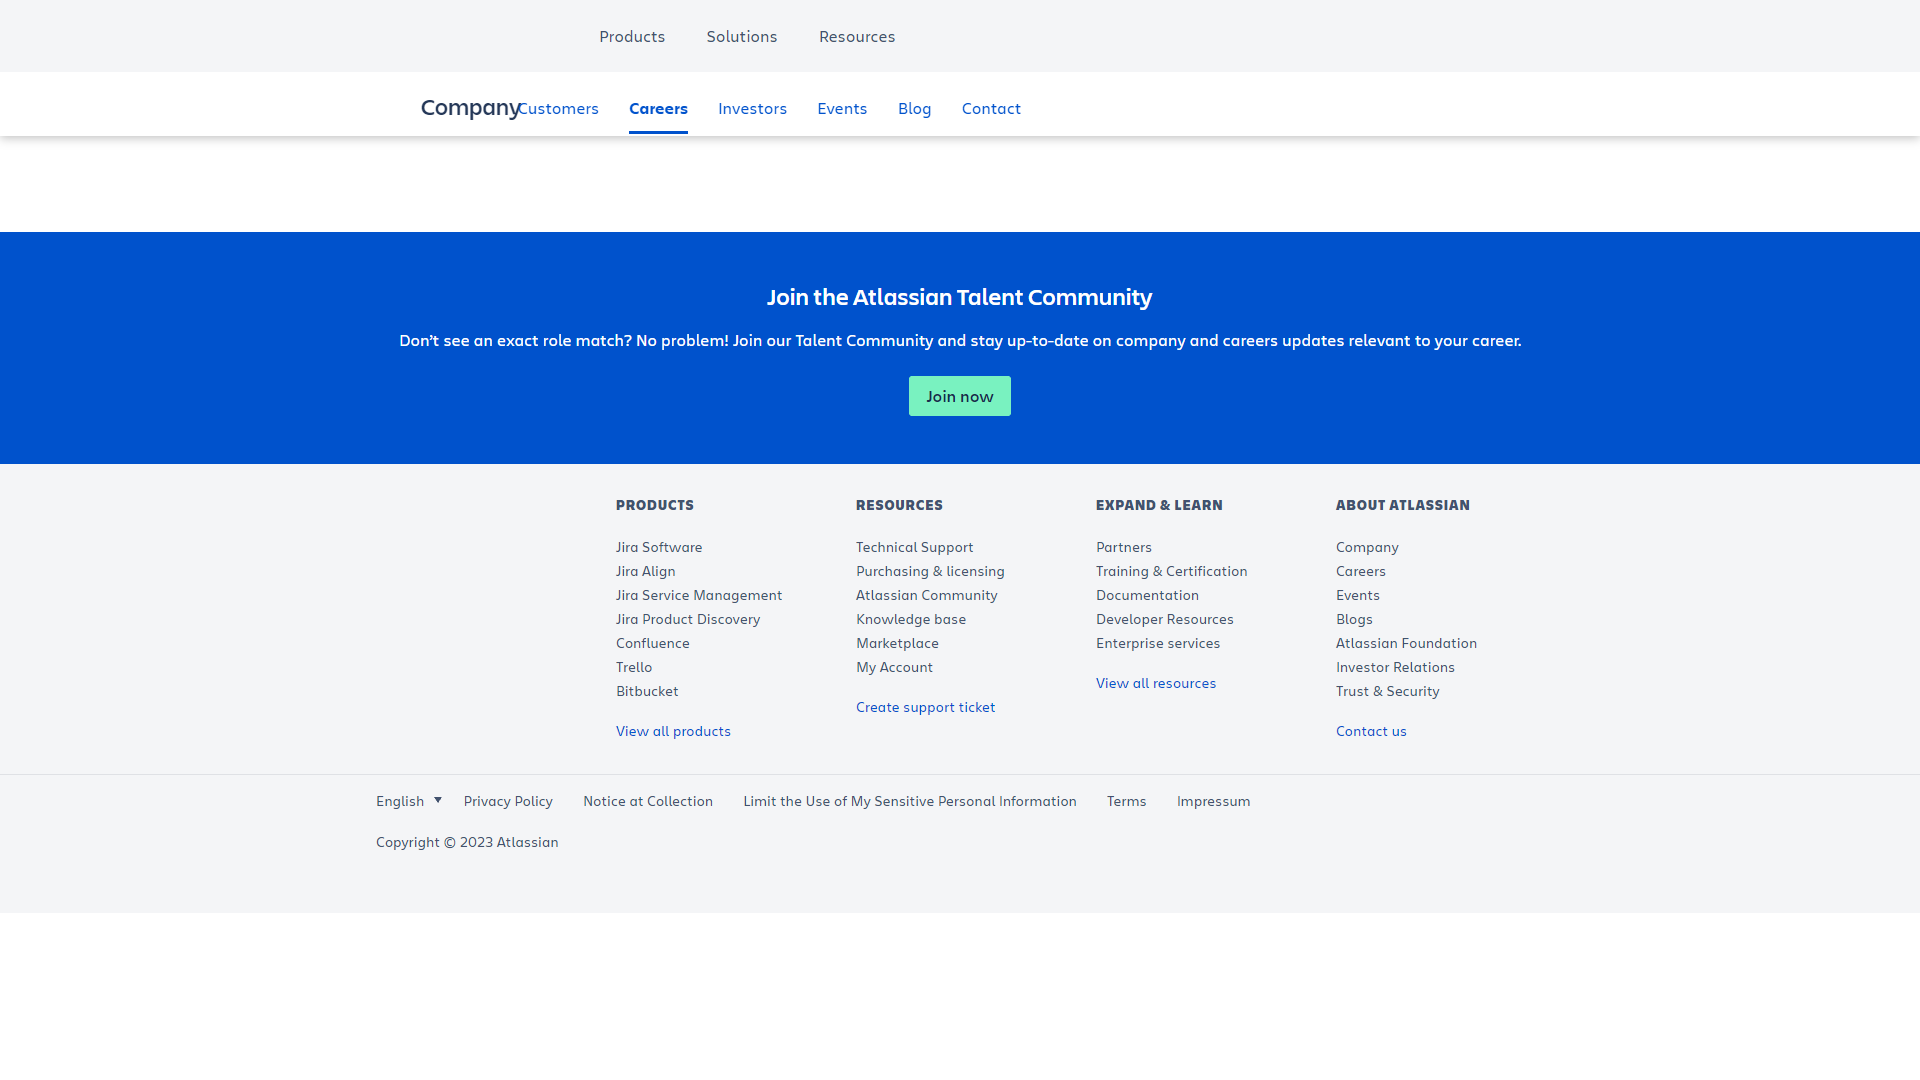 Products Solutions Resources
Company Customers Careers Investors Events Blog Contact
Join the Atlassian Talent Community
Don't see an exact role match? No problem! Join our Talent Community and stay up-to-date on company and careers updates relevant to your career.
Join now
PRODUCTS
Jira Software
Jira Align
Jira Service Management
Jira Product Discovery
Confluence
Trello
Bitbucket
View all products
RESOURCES
Technical Support
Purchasing & licensing
Atlassian Community
Knowledge base
Marketplace
My Account
Create support ticket
EXPAND & LEARN
Partners
Training & Certification
Documentation
Developer Resources
Enterprise services
View all resources
ABOUT ATLASSIAN
Company
Careers
Events
Blogs
Atlassian Foundation
Investor Relations
Trust & Security
Contact us
English Privacy Policy Notice at Collection Limit the Use of My Sensitive Personal Information Terms Impressum
Copyright © 2023 Atlassian